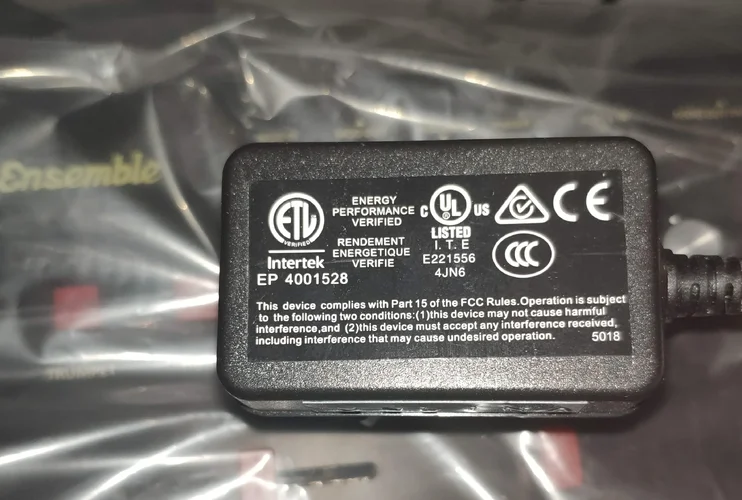 Ensemble
ETL
VERIFIED
Intertek
EP 4001528
ENERGY
PERFORMANCE
VERIFIED
RENDEMENT
ENERGETIQUE
VERIFIE
C UL US
LISTED
I. T. E
E221556
4JN6
CE
CCC
This device complies with Part 15 of the FCC Rules.Operation is subject
to the following two conditions:(1)this device may not cause harmful
interference,and (2)this device must accept any interference received,
including interference that may cause undesired operation.
5018